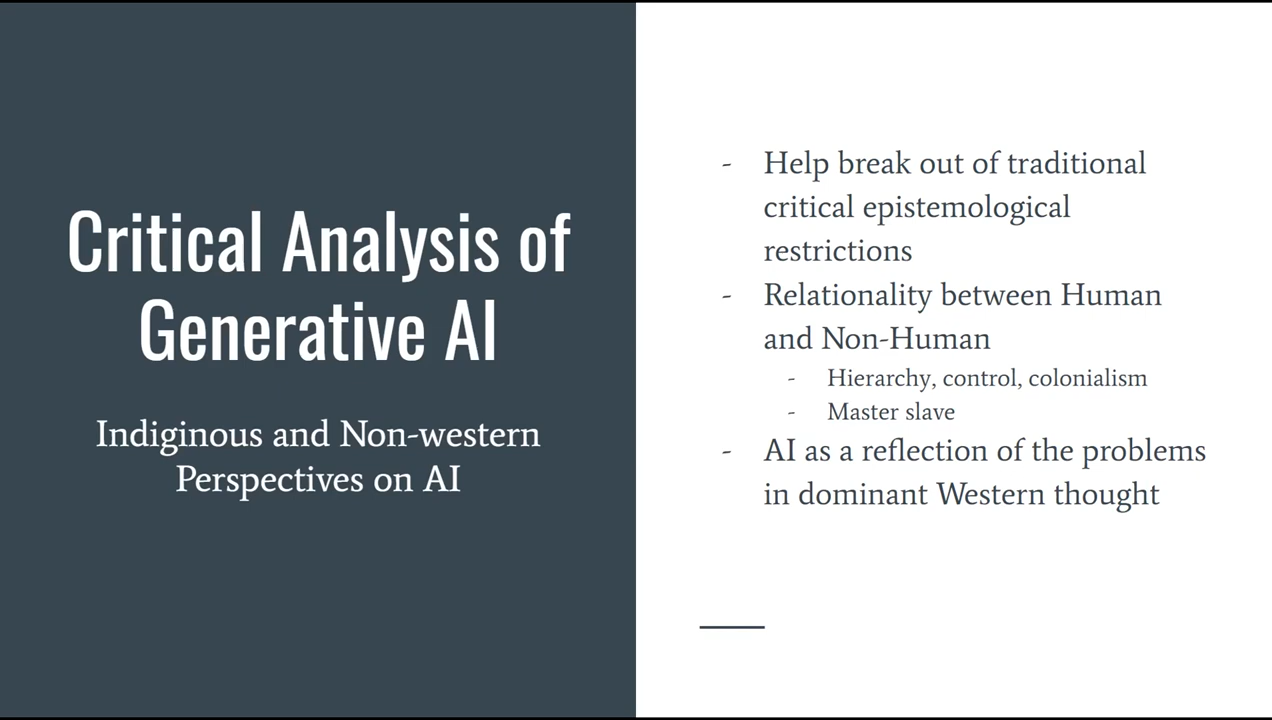 Critical Analysis of
Generative AI
Indiginous and Non-western
Perspectives on AI
- Help break out of traditional
critical epistemological
restrictions
- Relationality between Human
and Non-Human
- Hierarchy, control, colonialism
- Master slave
- AI as a reflection of the problems
in dominant Western thought